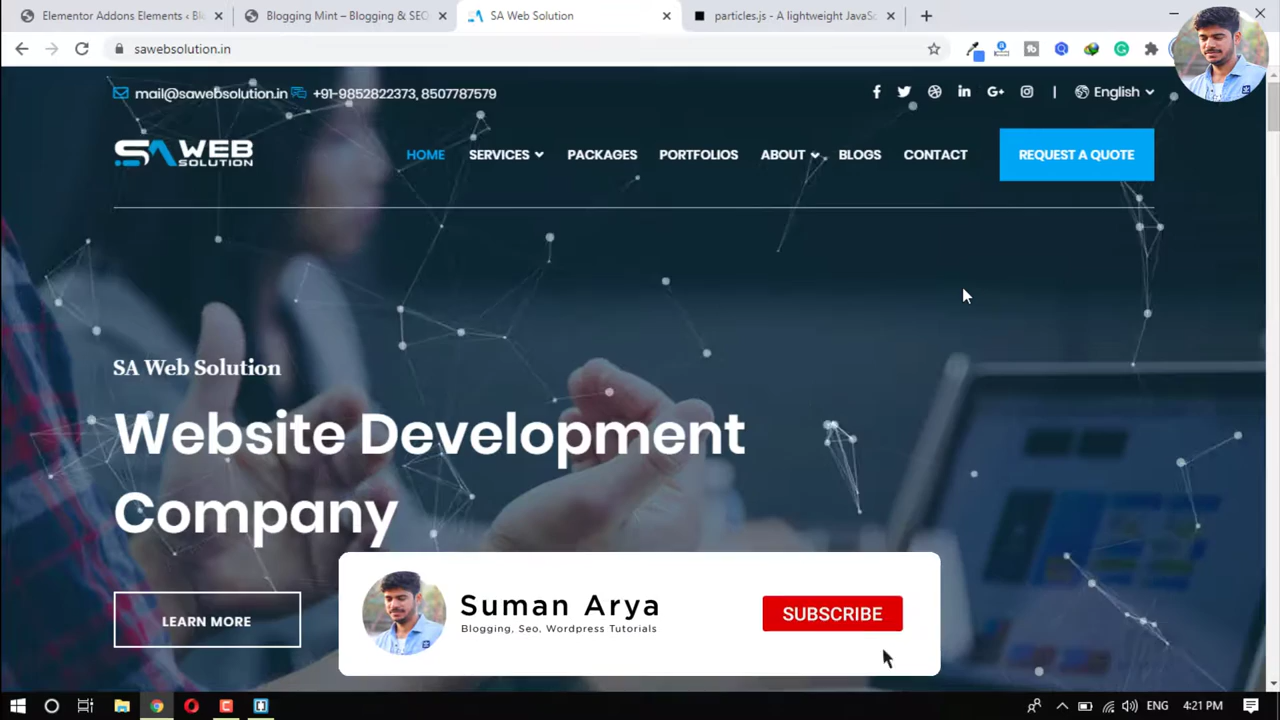 Elementor Addons Elements ‹ Bl
Blogging Mint – Blogging & SEO
SA Web Solution
particles.js - A lightweight JavaSc
sawebsolution.in
mail@sawebsolution.in
+91-9852822373, 8507787579
English
SA WEB
SOLUTION
HOME
SERVICES
PACKAGES
PORTFOLIOS
ABOUT
BLOGS
CONTACT
REQUEST A QUOTE
SA Web Solution
Website Development
Company
LEARN MORE
Suman Arya
Blogging, Seo, Wordpress Tutorials
SUBSCRIBE
ENG
4:21 PM